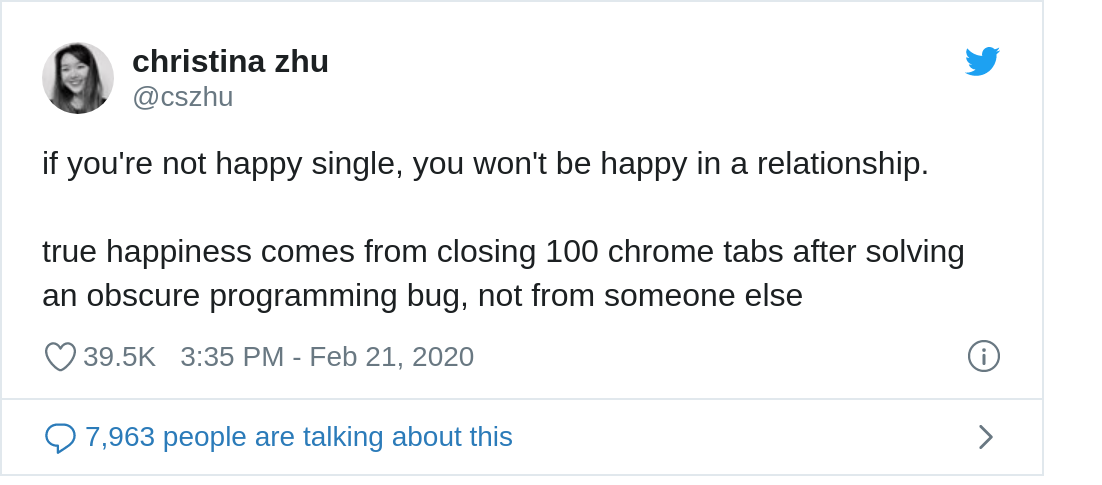 christina zhu
@cszhu
if you're not happy single, you won't be happy in a relationship.
true happiness comes from closing 100 chrome tabs after solving
an obscure programming bug, not from someone else
39.5K 3:35 PM - Feb 21, 2020
7,963 people are talking about this